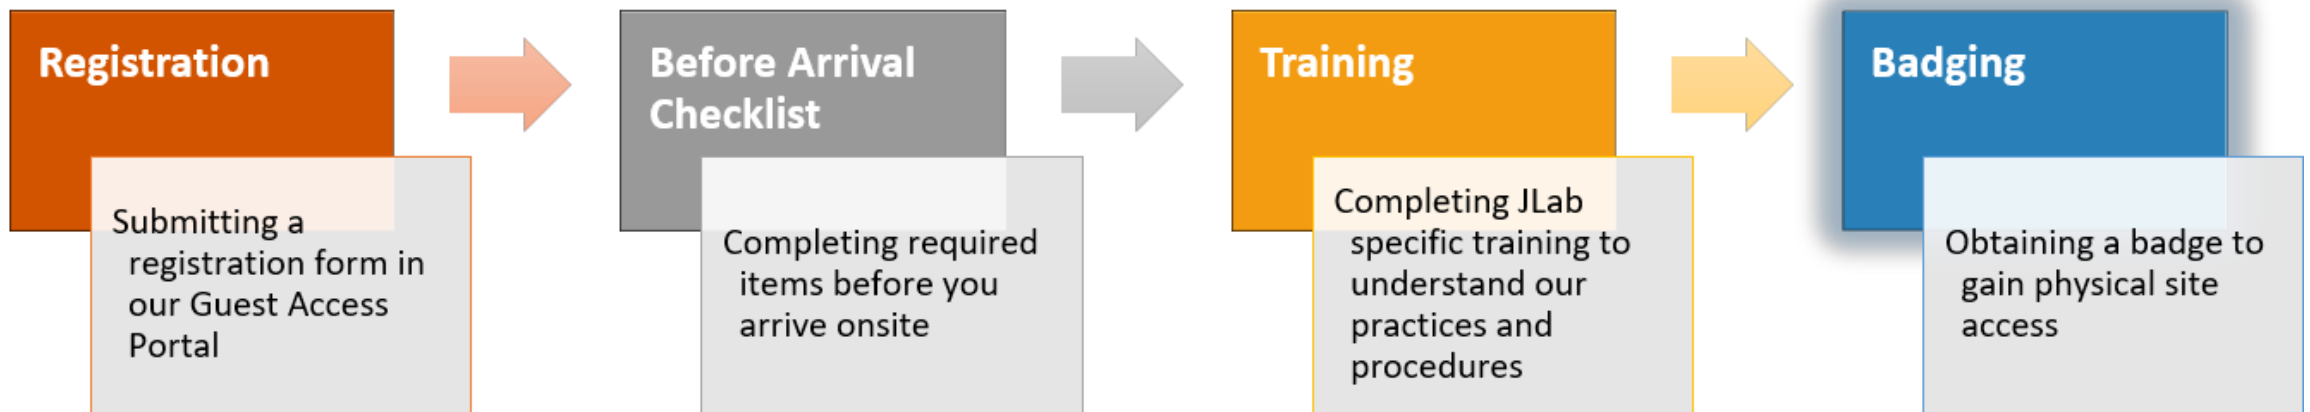 Registration
Submitting a
registration form in
our Guest Access
Portal
Before Arrival
Checklist
Completing required
items before you
arrive onsite
Training
Completing JLab
specific training to
understand our
practices and
procedures
Badging
Obtaining a badge to
gain physical site
access